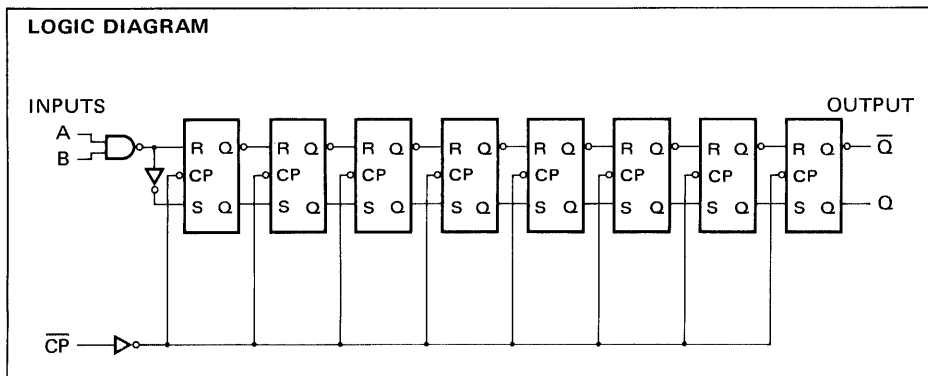 LOGIC DIAGRAM
INPUTS OUTPUT
A
B
R Q R Q R Q R Q R Q R Q R Q R Q Q̅
CP CP CP CP CP CP CP CP
S Q S Q S Q S Q S Q S Q S Q S Q Q
C̅P̅